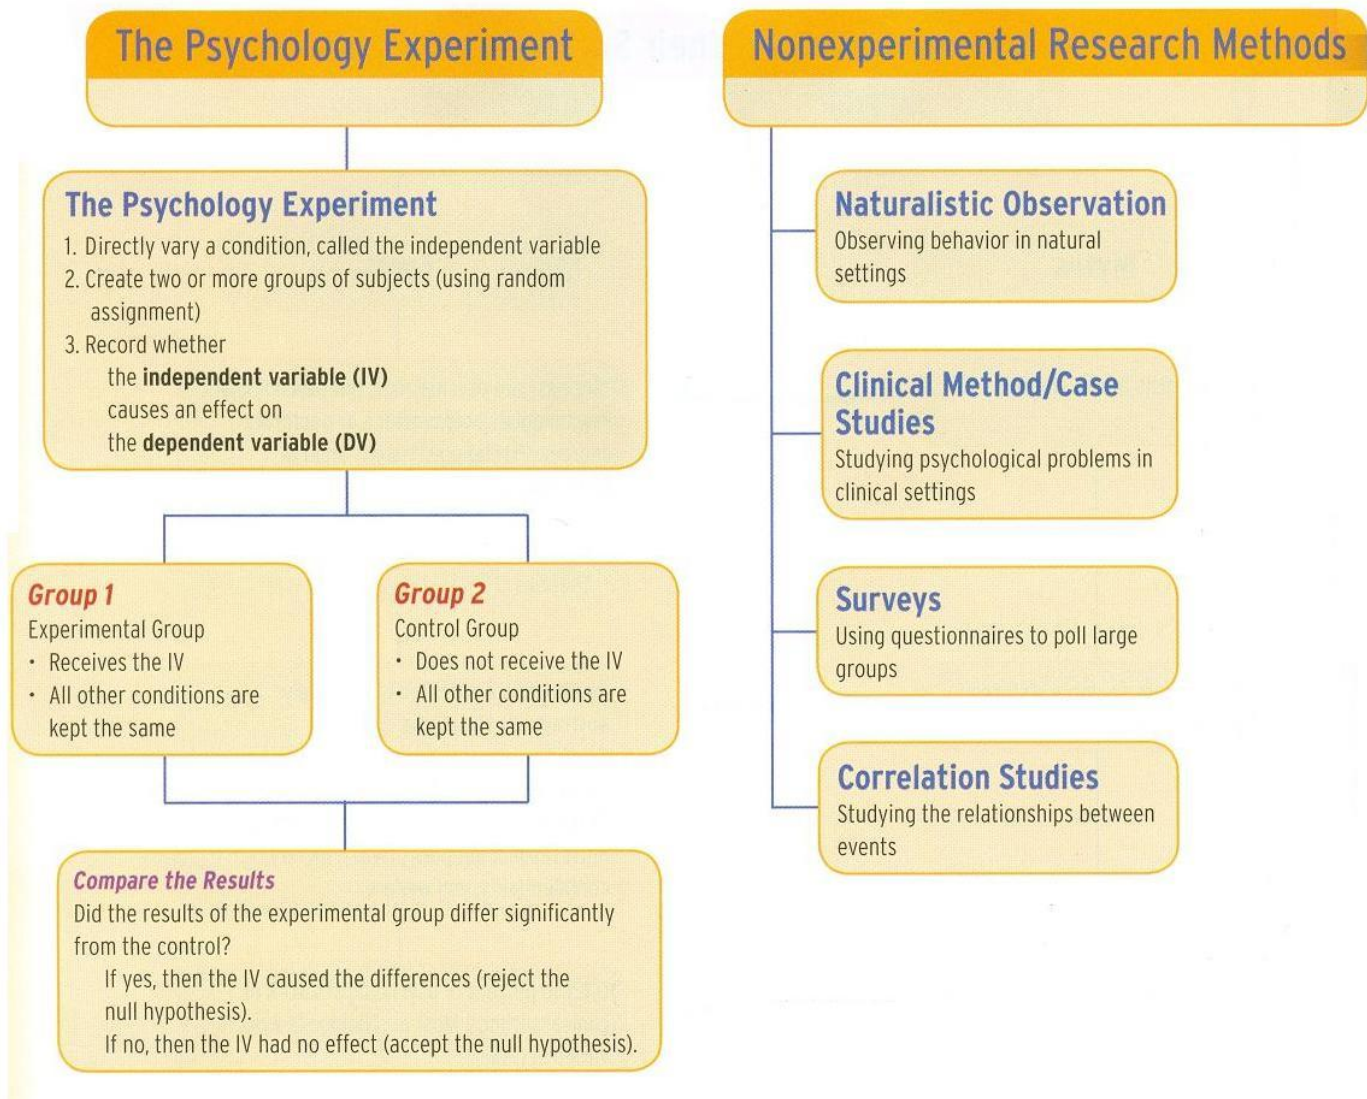 The Psychology Experiment
The Psychology Experiment
1. Directly vary a condition, called the independent variable
2. Create two or more groups of subjects (using random
assignment)
3. Record whether
the independent variable (IV)
causes an effect on
the dependent variable (DV)
Group 1
Experimental Group
• Receives the IV
• All other conditions are
kept the same
Group 2
Control Group
• Does not receive the IV
• All other conditions are
kept the same
Compare the Results
Did the results of the experimental group differ significantly
from the control?
If yes, then the IV caused the differences (reject the
null hypothesis).
If no, then the IV had no effect (accept the null hypothesis).
Nonexperimental Research Methods
Naturalistic Observation
Observing behavior in natural
settings
Clinical Method/Case
Studies
Studying psychological problems in
clinical settings
Surveys
Using questionnaires to poll large
groups
Correlation Studies
Studying the relationships between
events